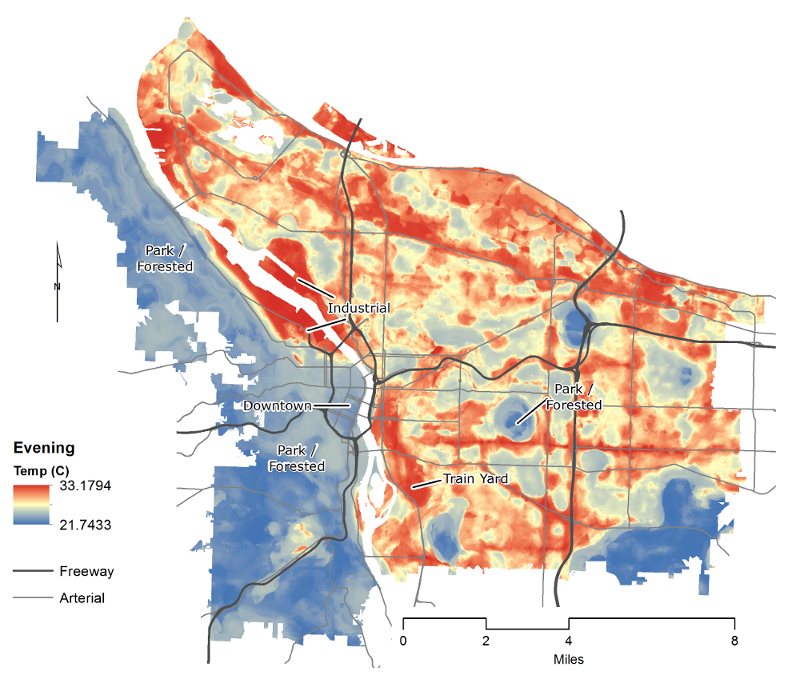 N
Park /
Forested
Industrial
Downtown
Park /
Forested
Park /
Forested
Train Yard
Evening
Temp (C)
33.1794
21.7433
Freeway
Arterial
0 2 4 8
Miles